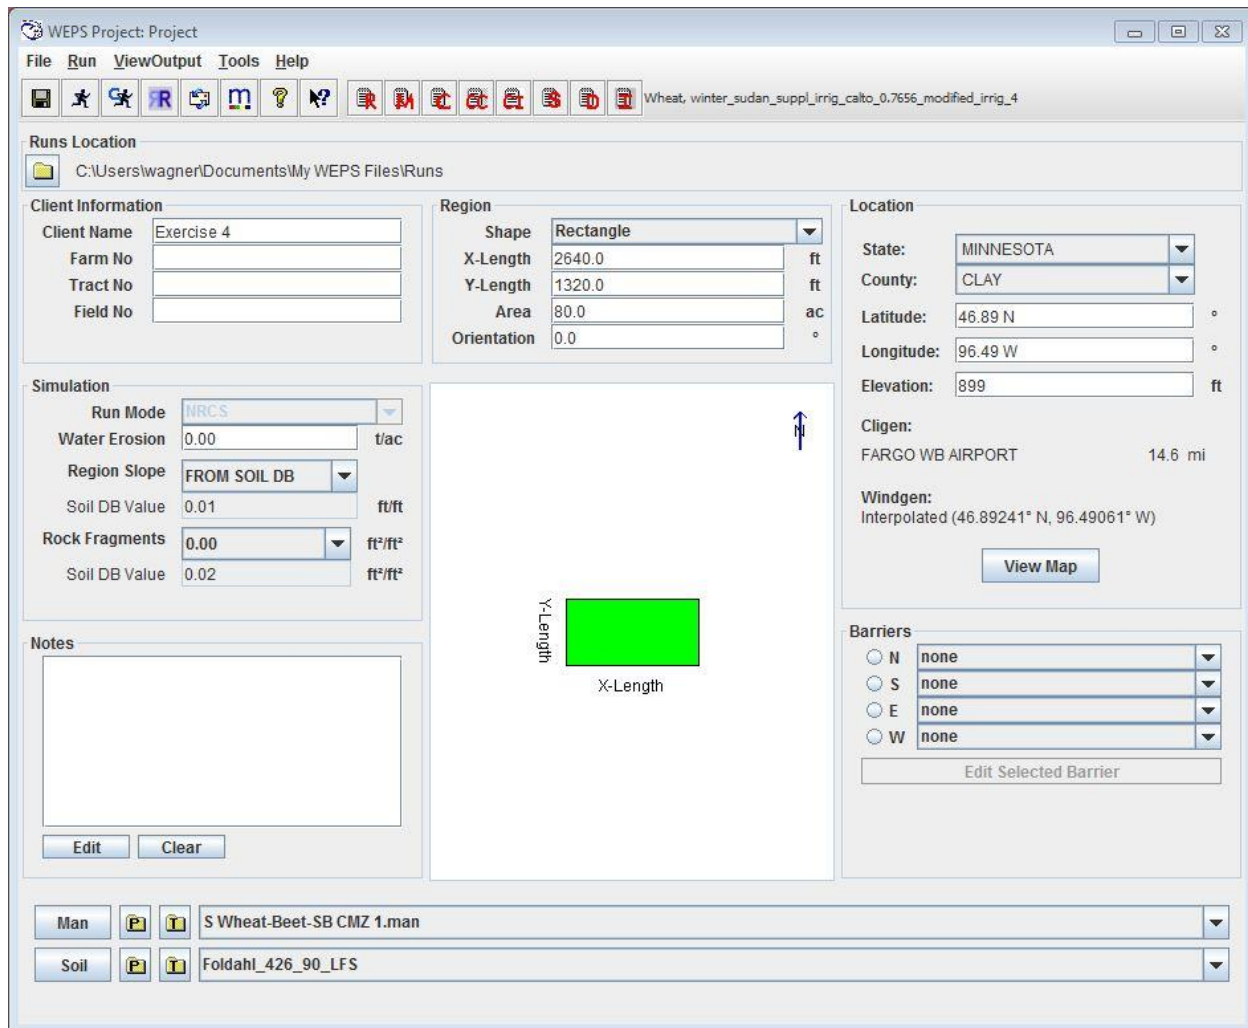 WEPS Project: Project
File Run ViewOutput Tools Help
R M C CC CI S D T Wheat, winter_sudan_suppl_irrig_calto_0.7656_modified_irrig_4
Runs Location
C:\Users\wagner\Documents\My WEPS Files\Runs
Client Information
Client Name Exercise 4
Farm No
Tract No
Field No
Region
Shape Rectangle
X-Length 2640.0 ft
Y-Length 1320.0 ft
Area 80.0 ac
Orientation 0.0 °
Location
State: MINNESOTA
County: CLAY
Latitude: 46.89 N °
Longitude: 96.49 W °
Elevation: 899 ft
Cligen:
FARGO WB AIRPORT 14.6 mi
Windgen:
Interpolated (46.89241° N, 96.49061° W)
View Map
Simulation
Run Mode NRCS
Water Erosion 0.00 t/ac
Region Slope FROM SOIL DB
Soil DB Value 0.01 ft/ft
Rock Fragments 0.00 ft²/ft²
Soil DB Value 0.02 ft²/ft²
N
Y-Length
X-Length
Notes
Edit Clear
Barriers
N none
S none
E none
W none
Edit Selected Barrier
Man P T S Wheat-Beet-SB CMZ 1.man
Soil P T Foldahl_426_90_LFS